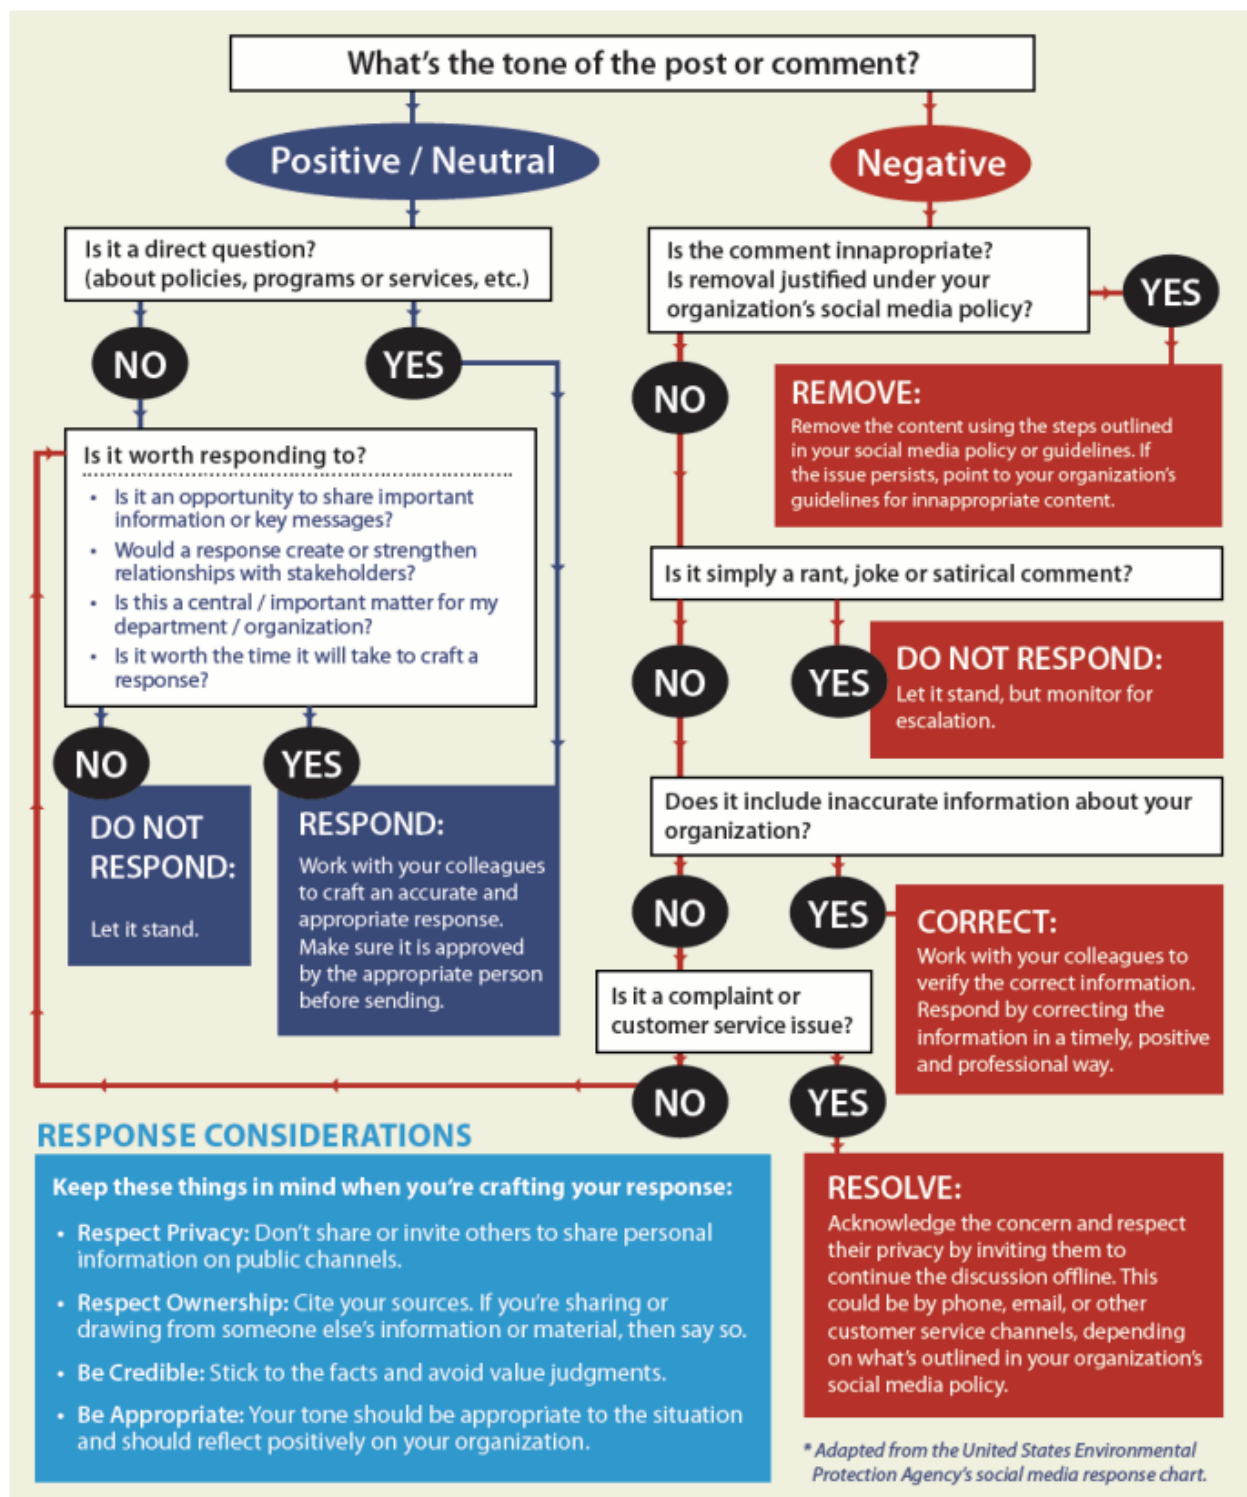 What's the tone of the post or comment?
Positive / Neutral
Negative
Is it a direct question?
(about policies, programs or services, etc.)
NO
YES
Is it worth responding to?
• Is it an opportunity to share important
information or key messages?
• Would a response create or strengthen
relationships with stakeholders?
• Is this a central / important matter for my
department / organization?
• Is it worth the time it will take to craft a
response?
NO
YES
DO NOT
RESPOND:
Let it stand.
RESPOND:
Work with your colleagues
to craft an accurate and
appropriate response.
Make sure it is approved
by the appropriate person
before sending.
Is the comment innapropriate?
Is removal justified under your
organization's social media policy?
YES
NO
REMOVE:
Remove the content using the steps outlined
in your social media policy or guidelines. If
the issue persists, point to your organization's
guidelines for innappropriate content.
Is it simply a rant, joke or satirical comment?
NO
YES
DO NOT RESPOND:
Let it stand, but monitor for
escalation.
Does it include inaccurate information about your
organization?
NO
YES
CORRECT:
Work with your colleagues to
verify the correct information.
Respond by correcting the
information in a timely, positive
and professional way.
Is it a complaint or
customer service issue?
NO
YES
RESOLVE:
Acknowledge the concern and respect
their privacy by inviting them to
continue the discussion offline. This
could be by phone, email, or other
customer service channels, depending
on what's outlined in your organization's
social media policy.
RESPONSE CONSIDERATIONS
Keep these things in mind when you're crafting your response:
• Respect Privacy: Don't share or invite others to share personal
information on public channels.
• Respect Ownership: Cite your sources. If you're sharing or
drawing from someone else's information or material, then say so.
• Be Credible: Stick to the facts and avoid value judgments.
• Be Appropriate: Your tone should be appropriate to the situation
and should reflect positively on your organization.
* Adapted from the United States Environmental
Protection Agency's social media response chart.